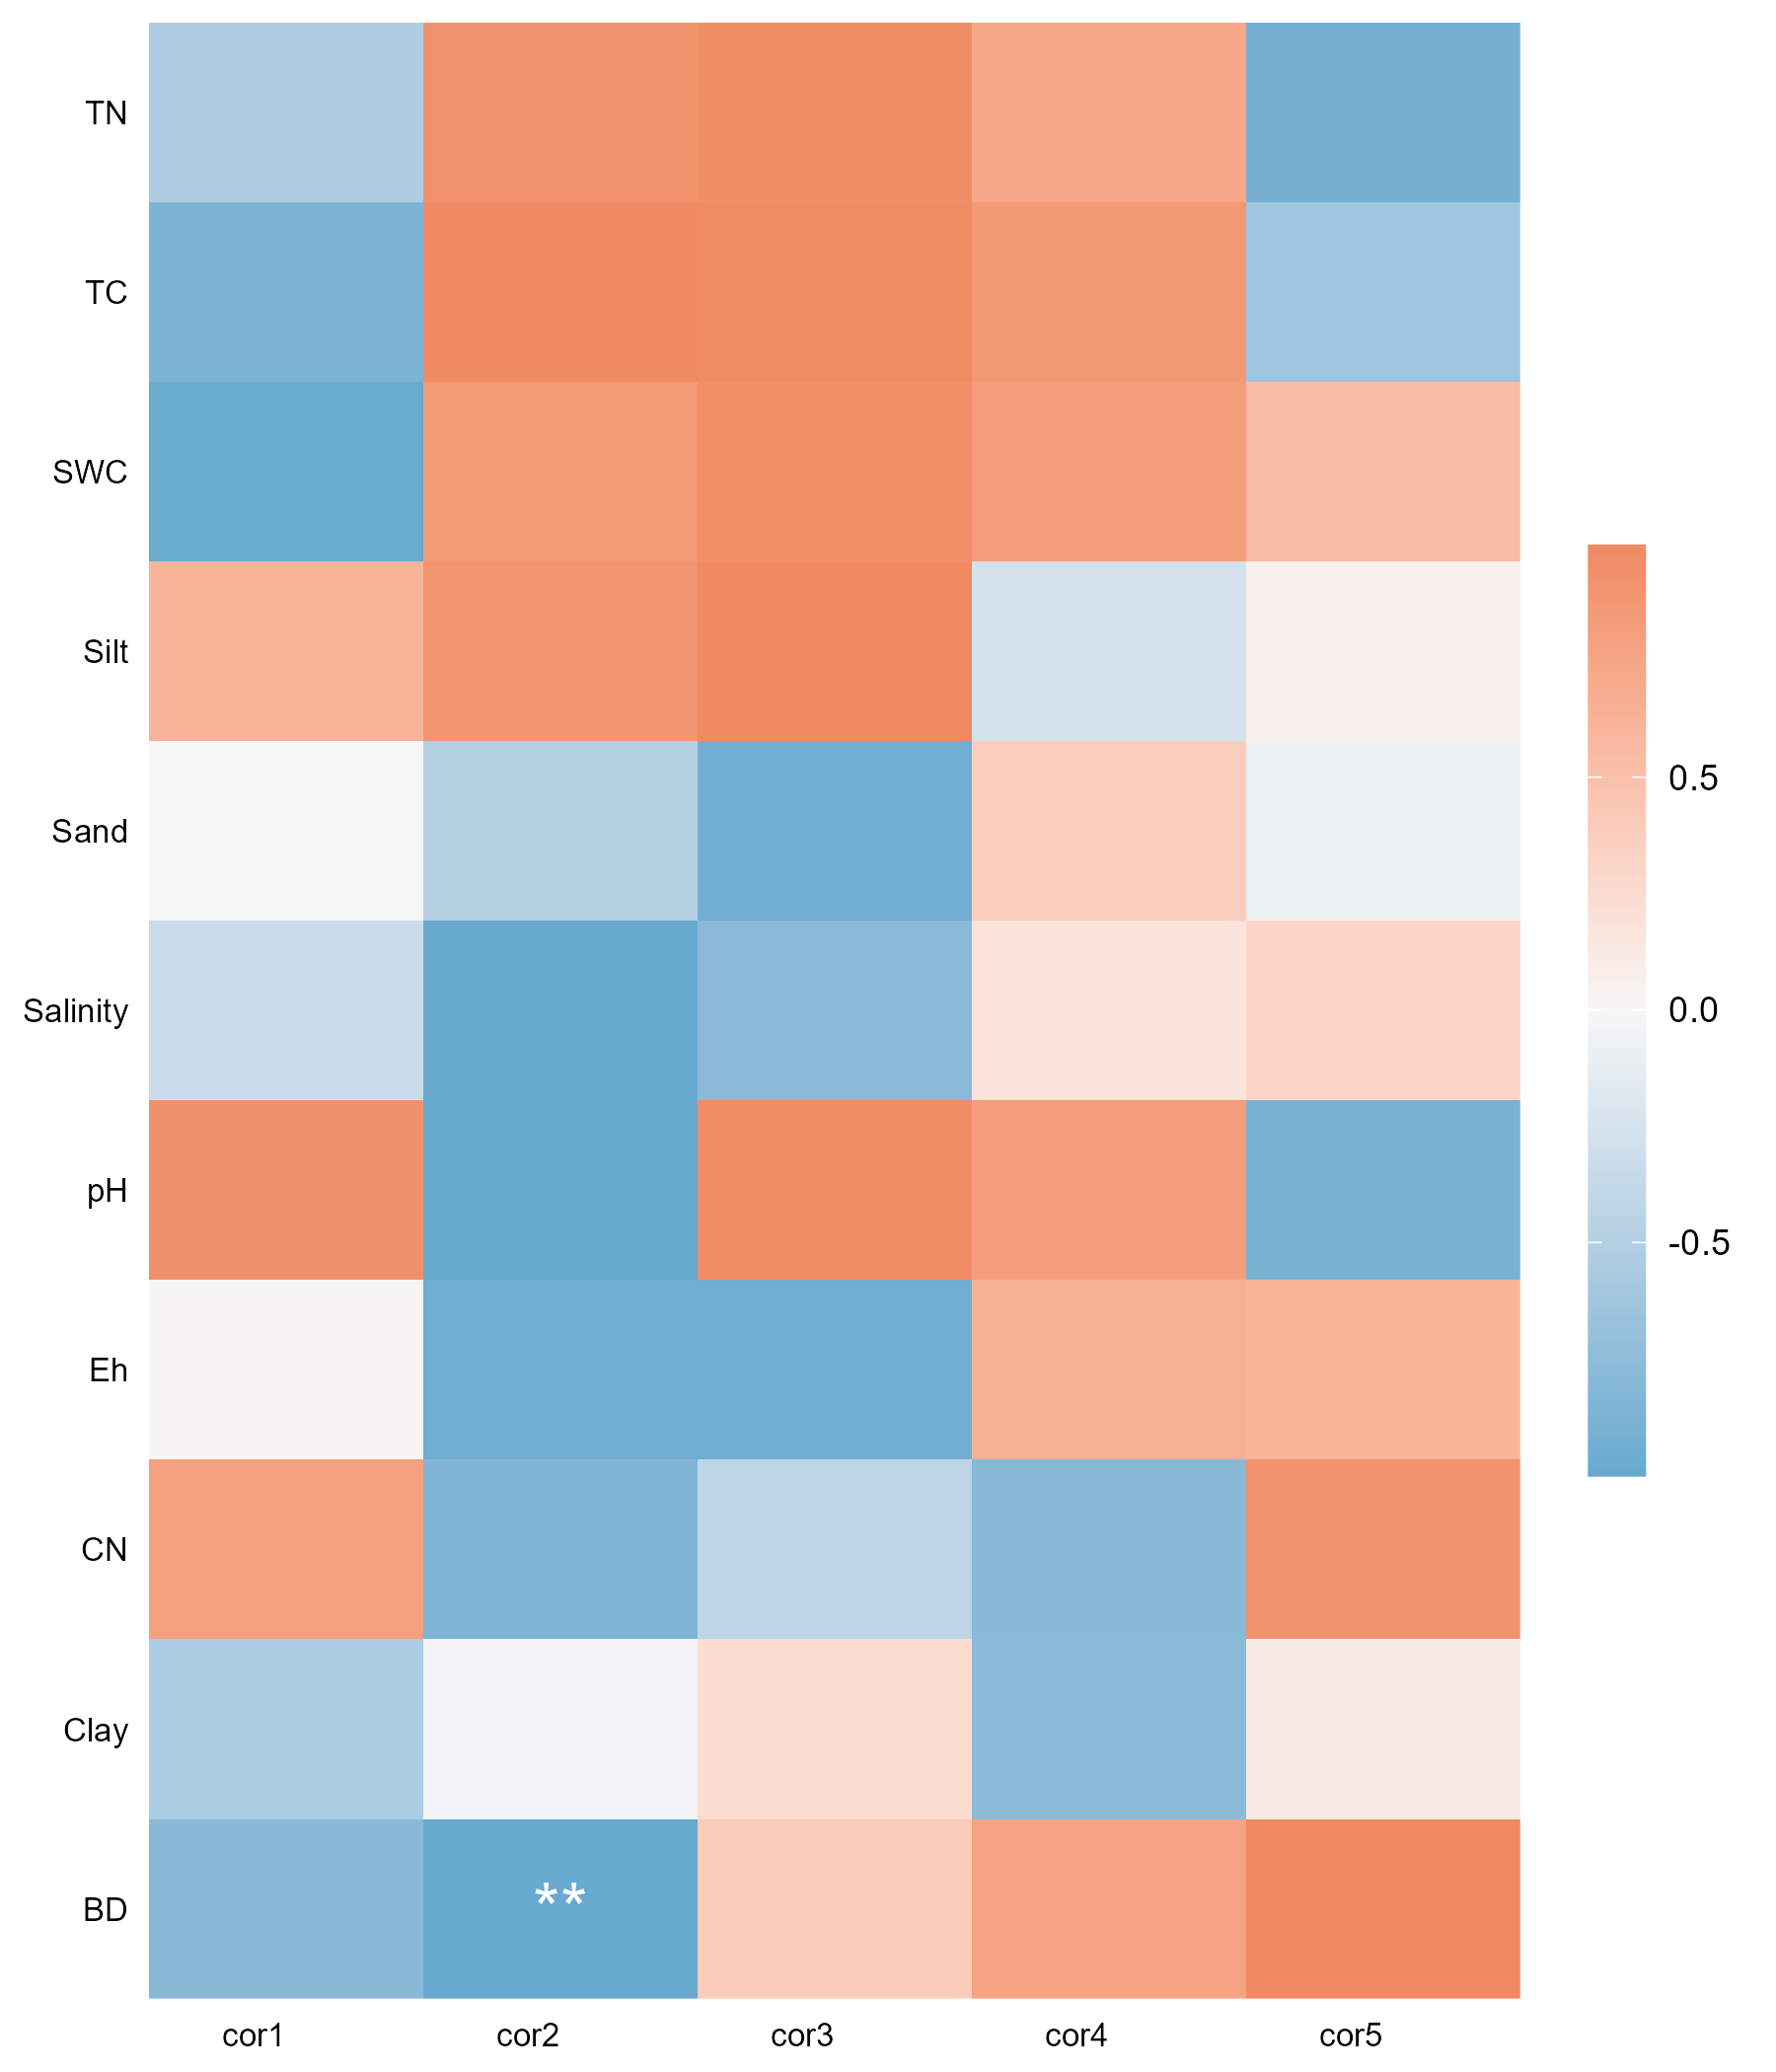 TN
TC
SWC
Silt
Sand
Salinity
pH
Eh
CN
Clay
BD
**
cor1 cor2 cor3 cor4 cor5
0.5
0.0
-0.5